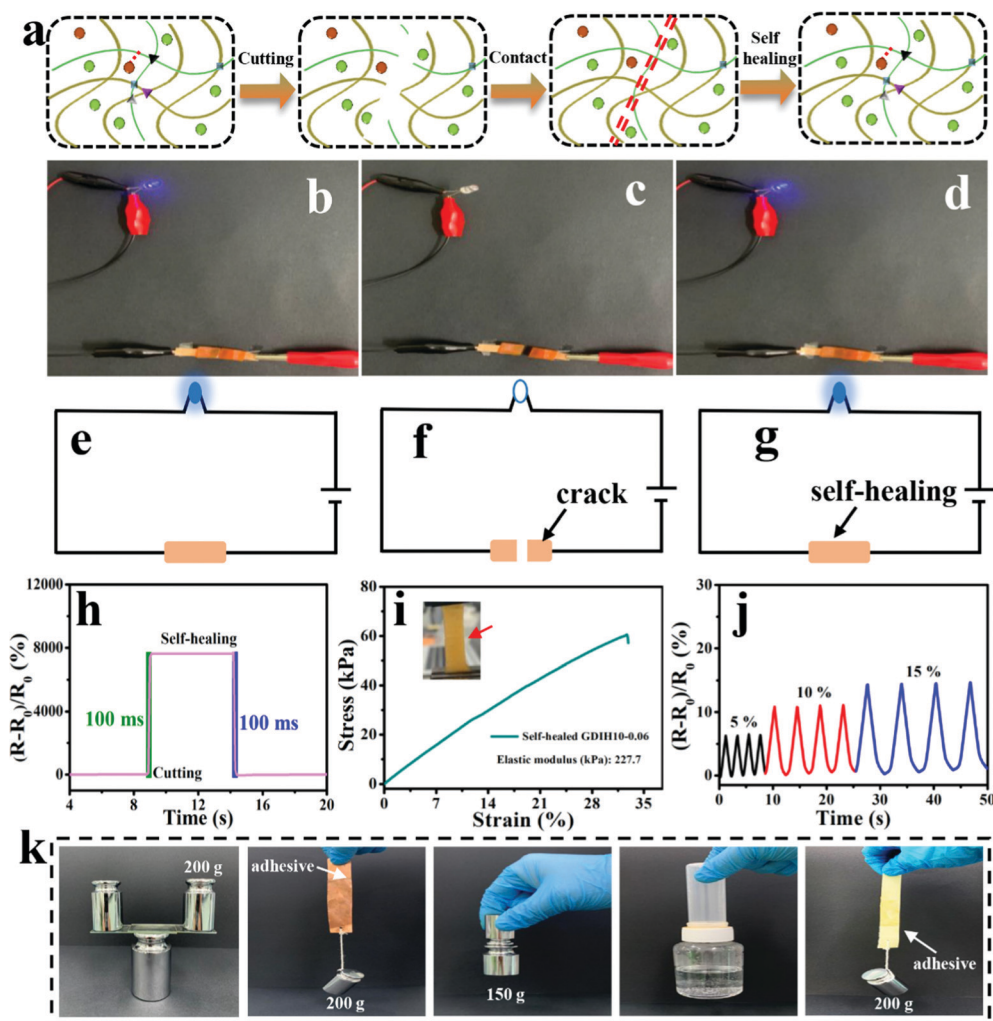 a
Cutting
Contact
Self
healing
b
c
d
e
f
crack
g
self-healing
h
12000
8000
4000
0
(R-R0)/R0 (%)
Self-healing
100 ms
100 ms
Cutting
4 8 12 16 20
Time (s)
i
80
60
40
20
0
Stress (kPa)
Self-healed GDIH10-0.06
Elastic modulus (kPa): 227.7
0 7 14 21 28 35
Strain (%)
j
30
15
0
(R-R0)/R0 (%)
5 %
10 %
15 %
0 10 20 30 40 50
Time (s)
k
200 g
adhesive
200 g
150 g
adhesive
200 g